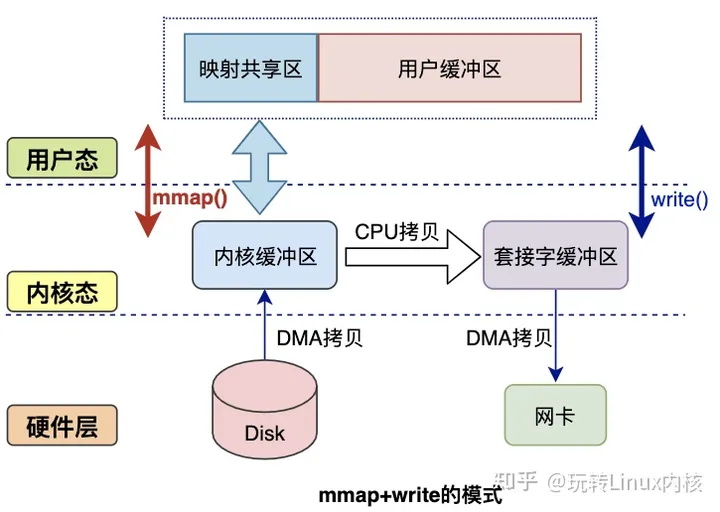 映射共享区
用户缓冲区
用户态
mmap()
write()
内核缓冲区
CPU拷贝
套接字缓冲区
内核态
DMA拷贝
DMA拷贝
硬件层
Disk
网卡
知乎 @玩转Linux内核
mmap+write的模式